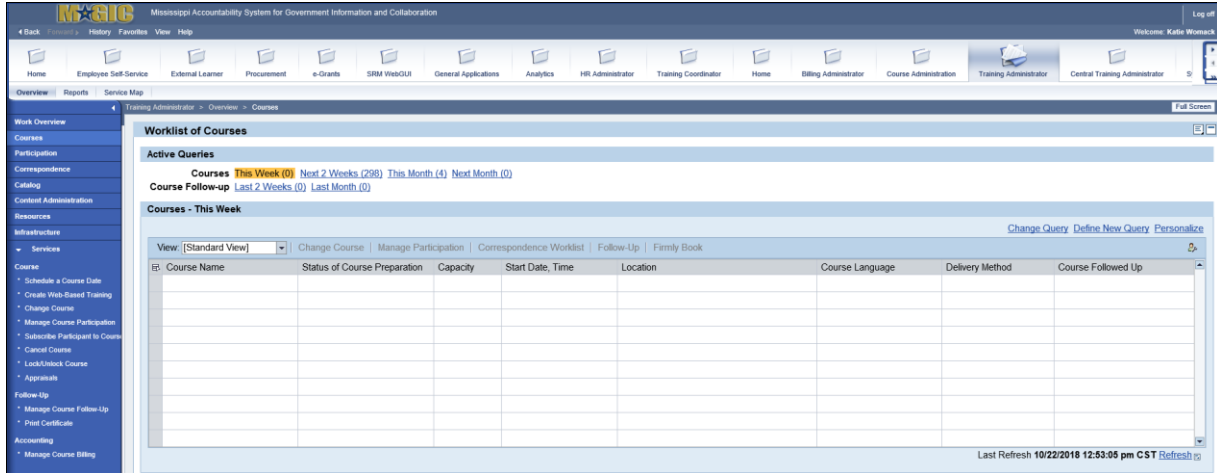 MAGIC Mississippi Accountability System for Government Information and Collaboration Log off
Back Forward History Favorites View Help Welcome: Katie Womack
Home Employee Self-Service External Learner Procurement e-Grants SRM WebGUI General Applications Analytics HR Administrator Training Coordinator Home Billing Administrator Course Administration Training Administrator Central Training Administrator
Overview Reports Service Map
Training Administrator > Overview > Courses Full Screen
Work Overview
Courses
Participation
Correspondence
Catalog
Content Administration
Resources
Infrastructure
Services
Course
Schedule a Course Date
Create Web-Based Training
Change Course
Manage Course Participation
Subscribe Participant to Course
Cancel Course
Lock/Unlock Course
Appraisals
Follow-Up
Manage Course Follow-Up
Print Certificate
Accounting
Manage Course Billing
Worklist of Courses
Active Queries
Courses This Week (0) Next 2 Weeks (298) This Month (4) Next Month (0)
Course Follow-up Last 2 Weeks (0) Last Month (0)
Courses - This Week
Change Query Define New Query Personalize
View: [Standard View] Change Course Manage Participation Correspondence Worklist Follow-Up Firmly Book
Course Name Status of Course Preparation Capacity Start Date, Time Location Course Language Delivery Method Course Followed Up
Last Refresh 10/22/2018 12:53:05 pm CST Refresh